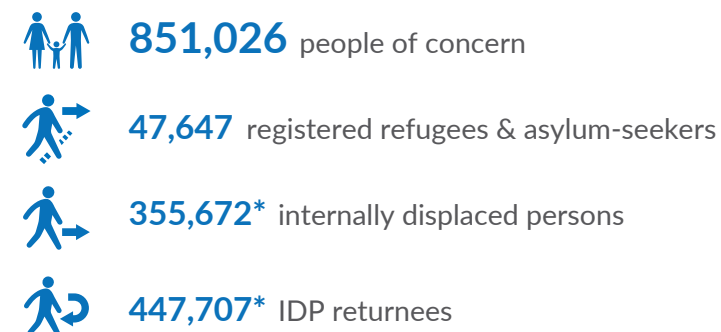 851,026 people of concern
47,647 registered refugees & asylum-seekers
355,672* internally displaced persons
447,707* IDP returnees